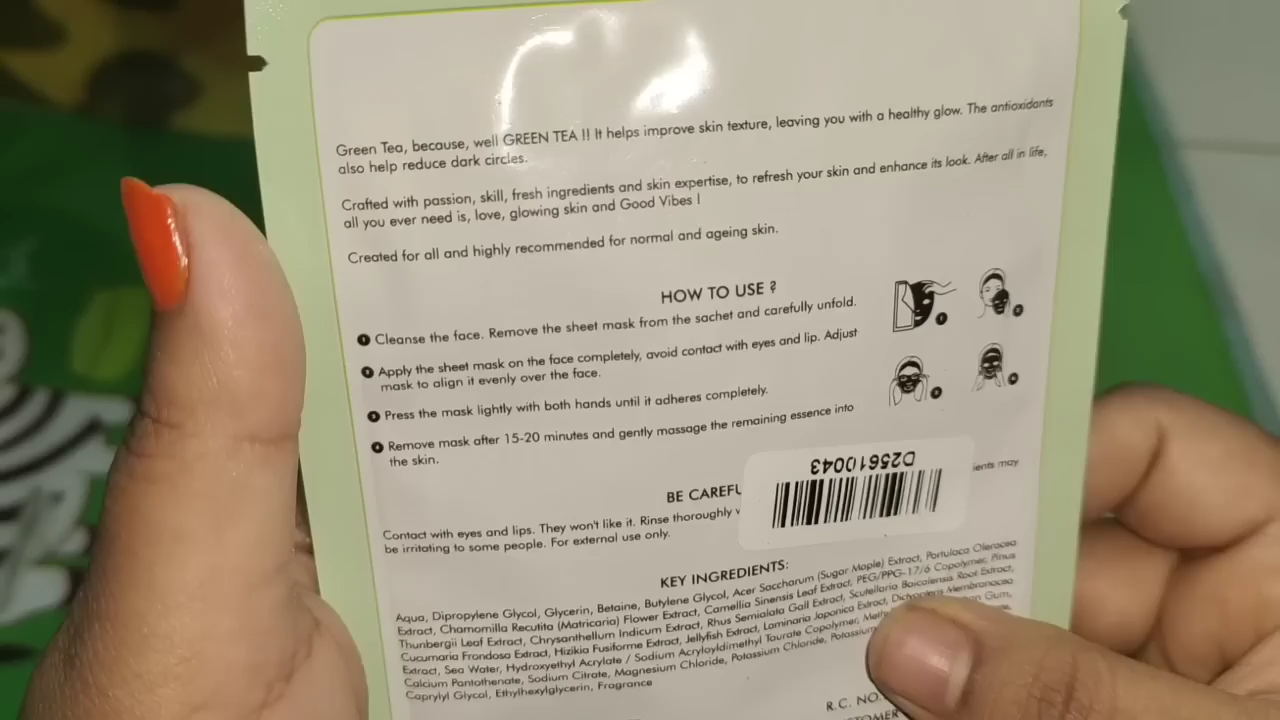 Green Tea, because, well GREEN TEA !! It helps improve skin texture, leaving you with a healthy glow. The antioxidants
also help reduce dark circles.
Crafted with passion, skill, fresh ingredients and skin expertise, to refresh your skin and enhance its look. After all in life,
all you ever need is, love, glowing skin and Good Vibes !
Created for all and highly recommended for normal and ageing skin.
HOW TO USE ?
1 Cleanse the face. Remove the sheet mask from the sachet and carefully unfold.
2 Apply the sheet mask on the face completely, avoid contact with eyes and lip. Adjust
mask to align it evenly over the face.
3 Press the mask lightly with both hands until it adheres completely.
4 Remove mask after 15-20 minutes and gently massage the remaining essence into
the skin.
D25610043
BE CAREFU
Contact with eyes and lips. They won't like it. Rinse thoroughly w ients may
be irritating to some people. For external use only.
KEY INGREDIENTS:
Aqua, Dipropylene Glycol, Glycerin, Betaine, Butylene Glycol, Acer Saccharum (Sugar Maple) Extract, Portulaca Oleracea
Extract, Chamomilla Recutita (Matricaria) Flower Extract, Camellia Sinensis Leaf Extract, PEG/PPG-17/6 Copolymer, Pinus
Thunbergii Leaf Extract, Chrysanthellum Indicum Extract, Rhus Semialata Gall Extract, Scutellaria Baicalensis Root Extract,
Cucumaria Frondosa Extract, Hizikia Fusiforme Extract, Jellyfish Extract, Laminaria Japonica Extract, Dictyopteris Membranacea
Extract, Sea Water, Hydroxyethyl Acrylate / Sodium Acryloyldimethyl Taurate Copolymer, Gum,
Calcium Pantothenate, Sodium Citrate, Magnesium Chloride, Potassium Chloride, Potassium
Caprylyl Glycol, Ethylhexylglycerin, Fragrance
R.C. NO.